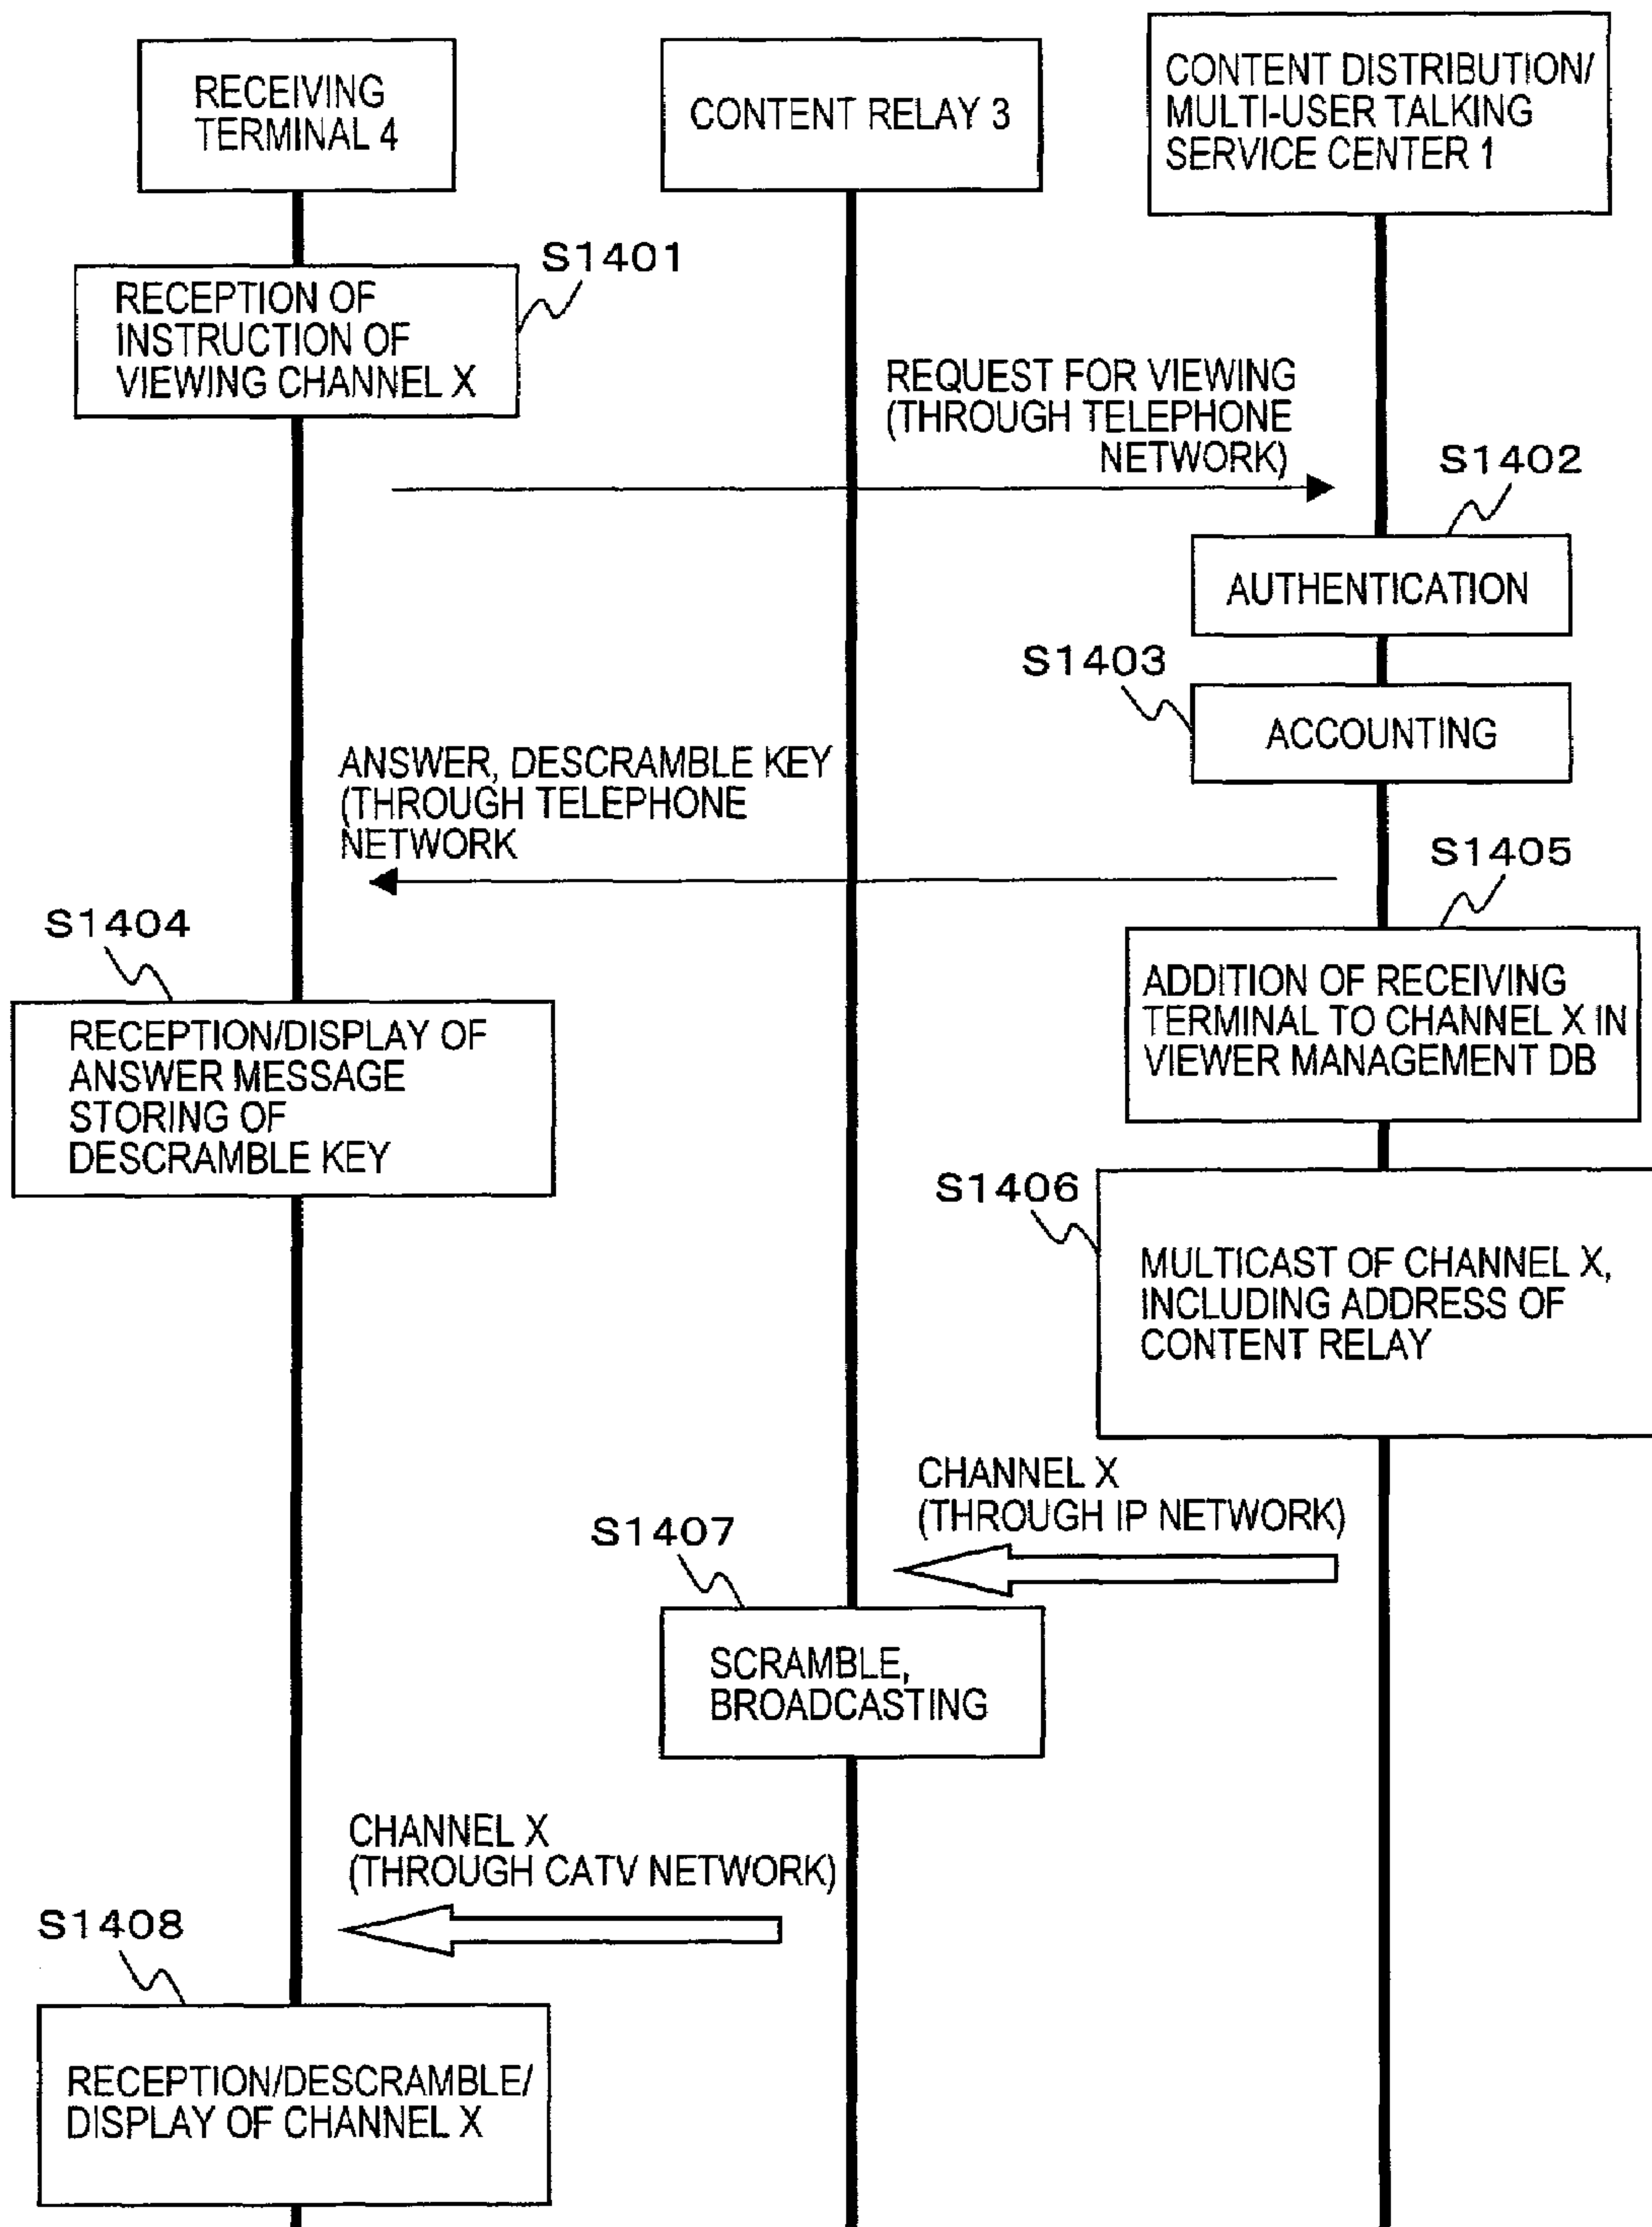 RECEIVING
TERMINAL 4
CONTENT RELAY 3
CONTENT DISTRIBUTION/
MULTI-USER TALKING
SERVICE CENTER 1
S1401
RECEPTION OF
INSTRUCTION OF
VIEWING CHANNEL X
REQUEST FOR VIEWING
(THROUGH TELEPHONE
NETWORK)
S1402
AUTHENTICATION
S1403
ACCOUNTING
ANSWER, DESCRAMBLE KEY
(THROUGH TELEPHONE
NETWORK
S1405
ADDITION OF RECEIVING
TERMINAL TO CHANNEL X IN
VIEWER MANAGEMENT DB
S1404
RECEPTION/DISPLAY OF
ANSWER MESSAGE
STORING OF
DESCRAMBLE KEY
S1406
MULTICAST OF CHANNEL X,
INCLUDING ADDRESS OF
CONTENT RELAY
CHANNEL X
(THROUGH IP NETWORK)
S1407
SCRAMBLE,
BROADCASTING
CHANNEL X
(THROUGH CATV NETWORK)
S1408
RECEPTION/DESCRAMBLE/
DISPLAY OF CHANNEL X